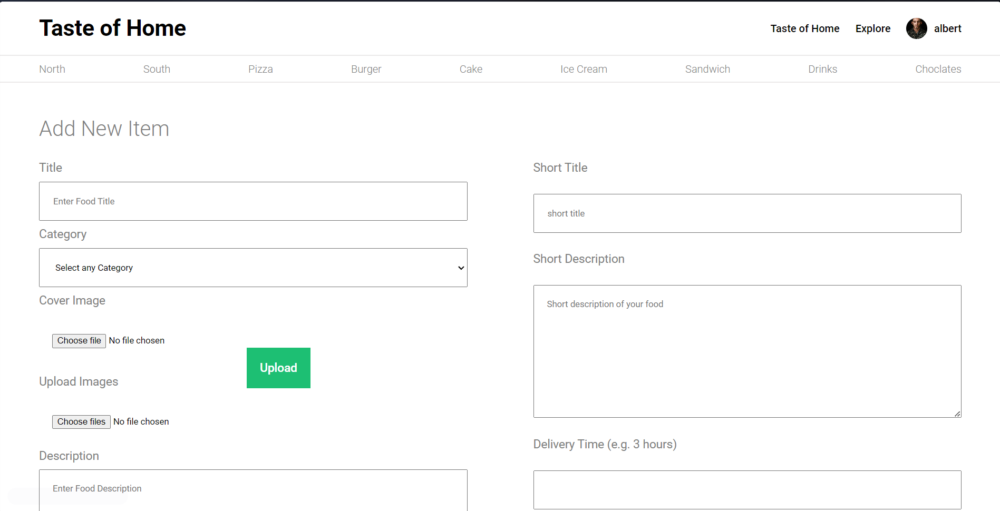 Taste of Home
Taste of Home Explore albert
North South Pizza Burger Cake Ice Cream Sandwich Drinks Choclates
Add New Item
Title
Enter Food Title
Category
Select any Category
Cover Image
Choose file No file chosen
Upload
Upload Images
Choose files No file chosen
Description
Enter Food Description
Short Title
short title
Short Description
Short description of your food
Delivery Time (e.g. 3 hours)